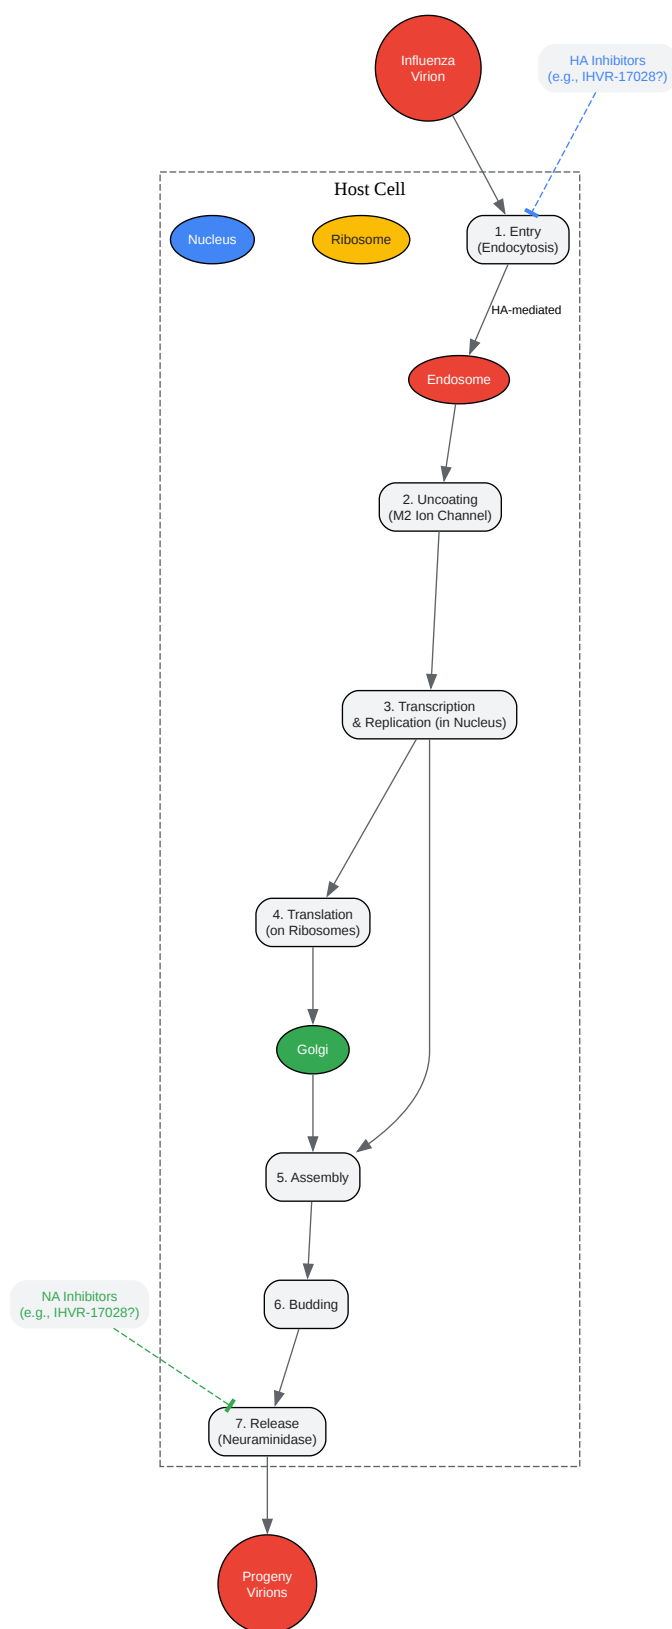 Influenza
Virion
HA Inhibitors
(e.g., IHVR-17028?)
Host Cell
Nucleus
Ribosome
1. Entry
(Endocytosis)
HA-mediated
Endosome
2. Uncoating
(M2 Ion Channel)
3. Transcription
& Replication (in Nucleus)
4. Translation
(on Ribosomes)
Golgi
5. Assembly
NA Inhibitors
(e.g., IHVR-17028?)
6. Budding
7. Release
(Neuraminidase)
Progeny
Virions